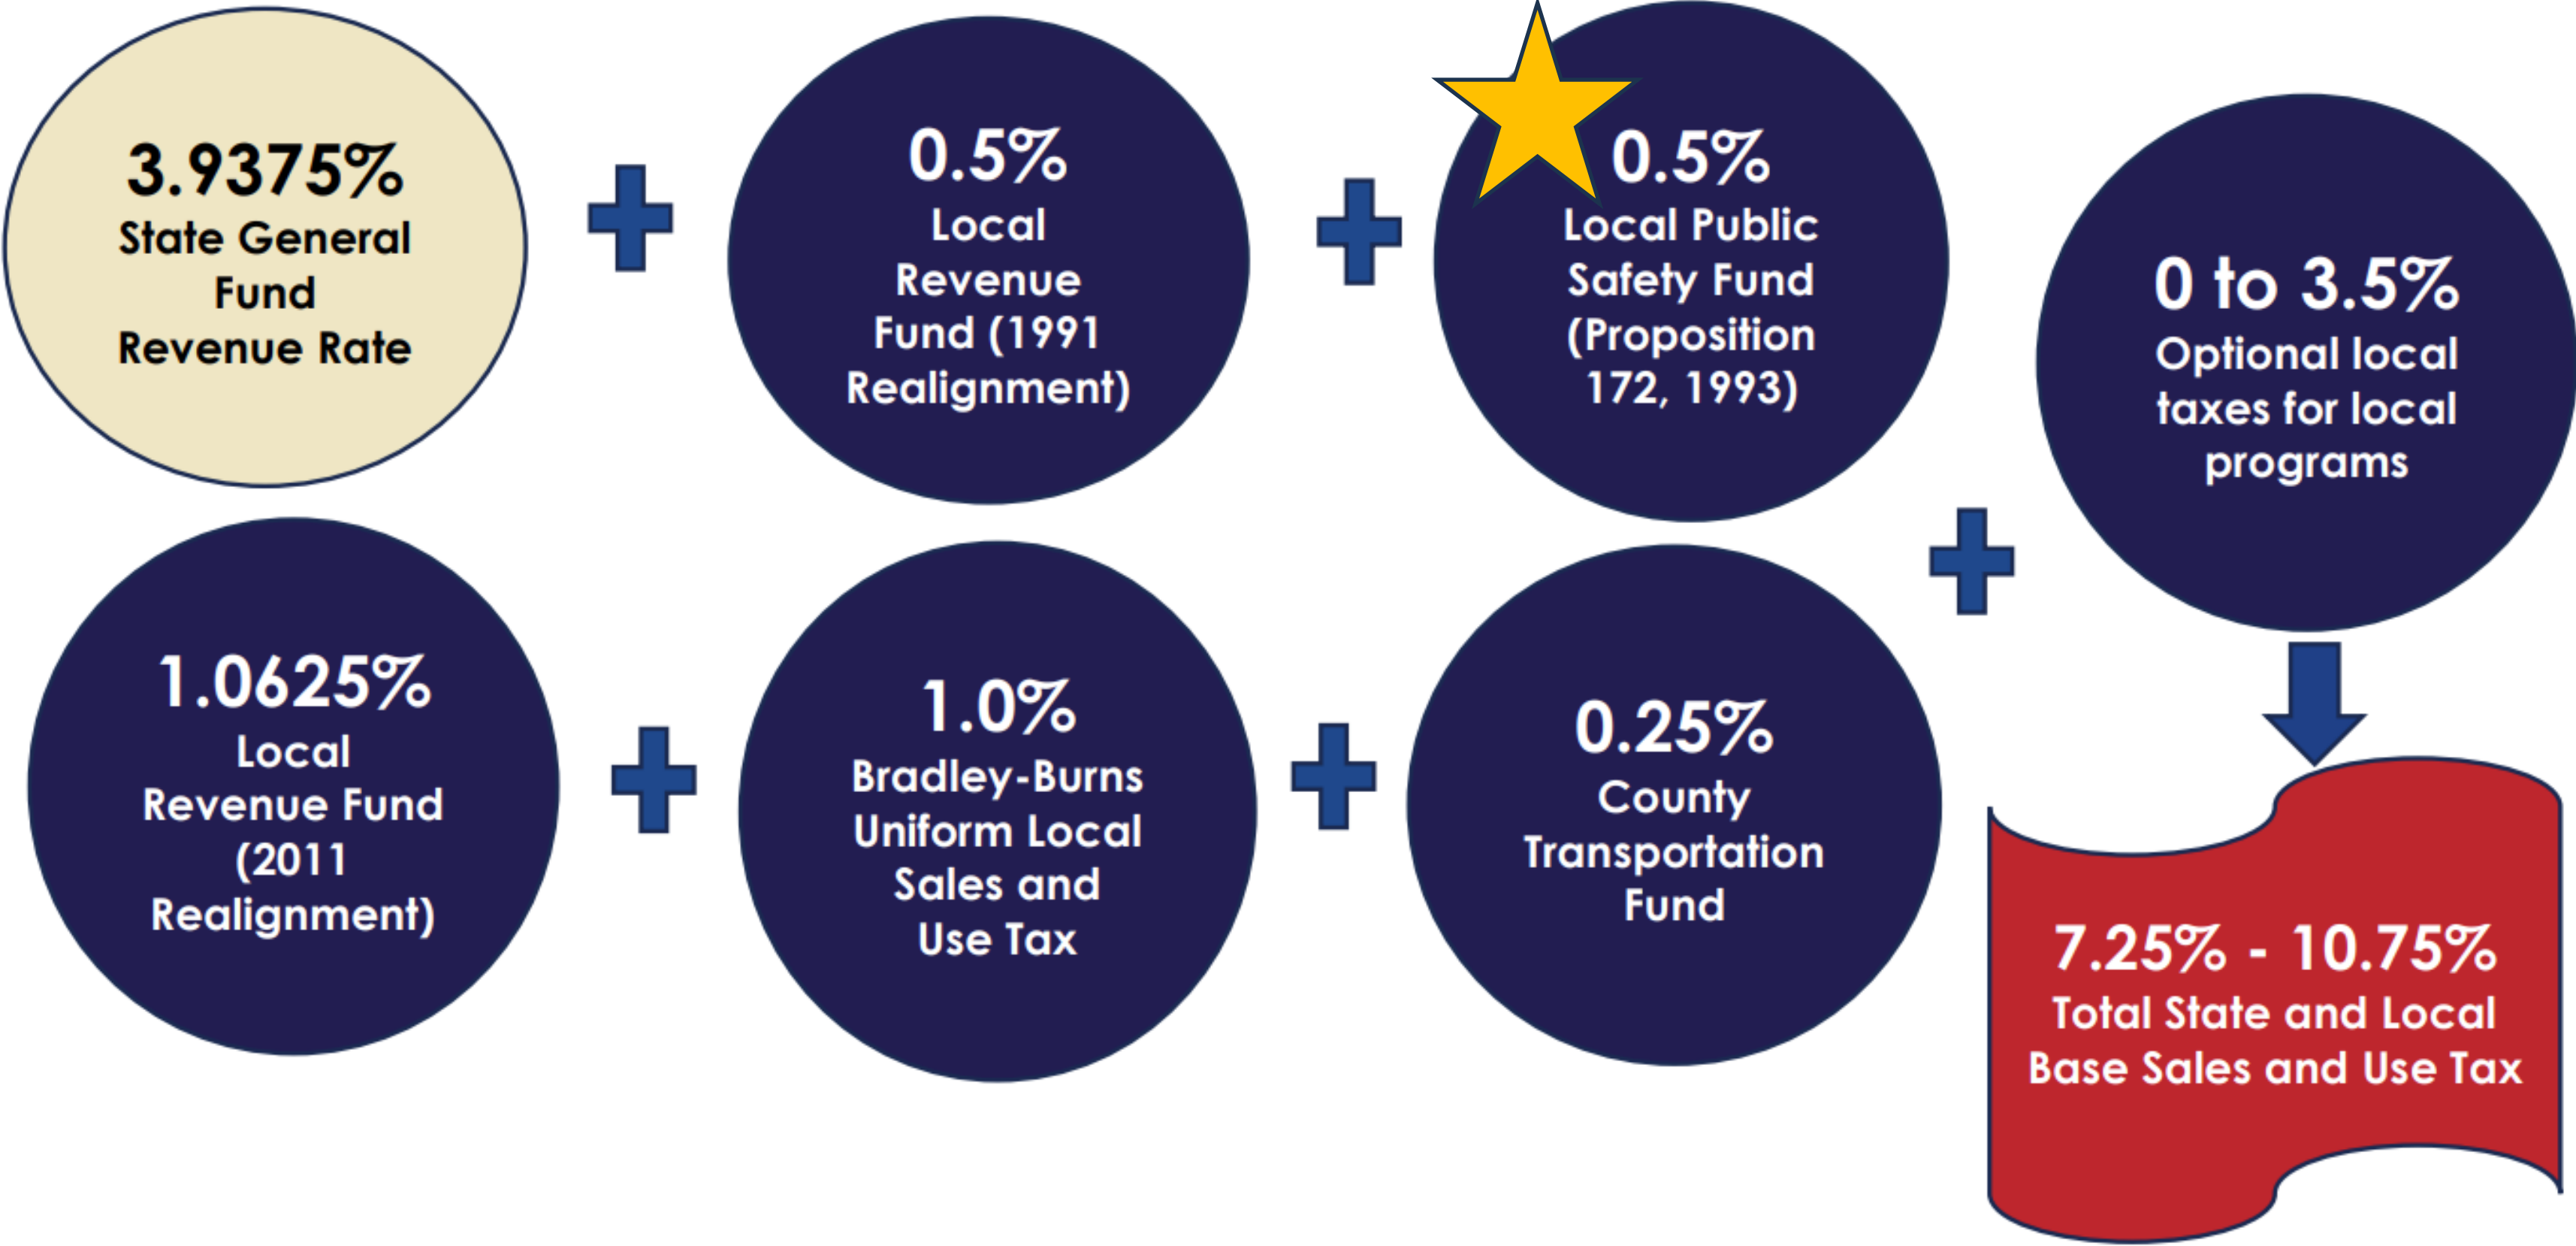 3.9375%
State General
Fund
Revenue Rate
0.5%
Local
Revenue
Fund (1991
Realignment)
0.5%
Local Public
Safety Fund
(Proposition
172, 1993)
0 to 3.5%
Optional local
taxes for local
programs
1.0625%
Local
Revenue Fund
(2011
Realignment)
1.0%
Bradley-Burns
Uniform Local
Sales and
Use Tax
0.25%
County
Transportation
Fund
7.25% - 10.75%
Total State and Local
Base Sales and Use Tax